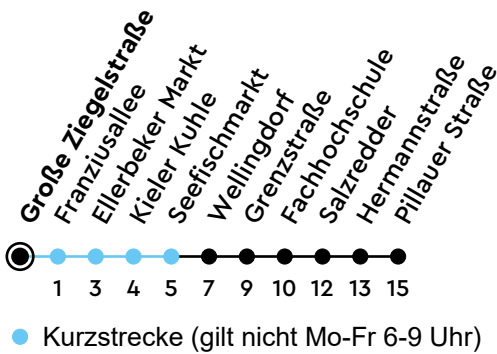 Große Ziegelstraße
Franziusallee
Ellerbeker Markt
Kieler Kuhle
Seefischmarkt
Wellingdorf
Grenzstraße
Fachhochschule
Salzredder
Hermannstraße
Pillauer Straße
1 3 4 5 7 9 10 12 13 15
Kurzstrecke (gilt nicht Mo-Fr 6-9 Uhr)